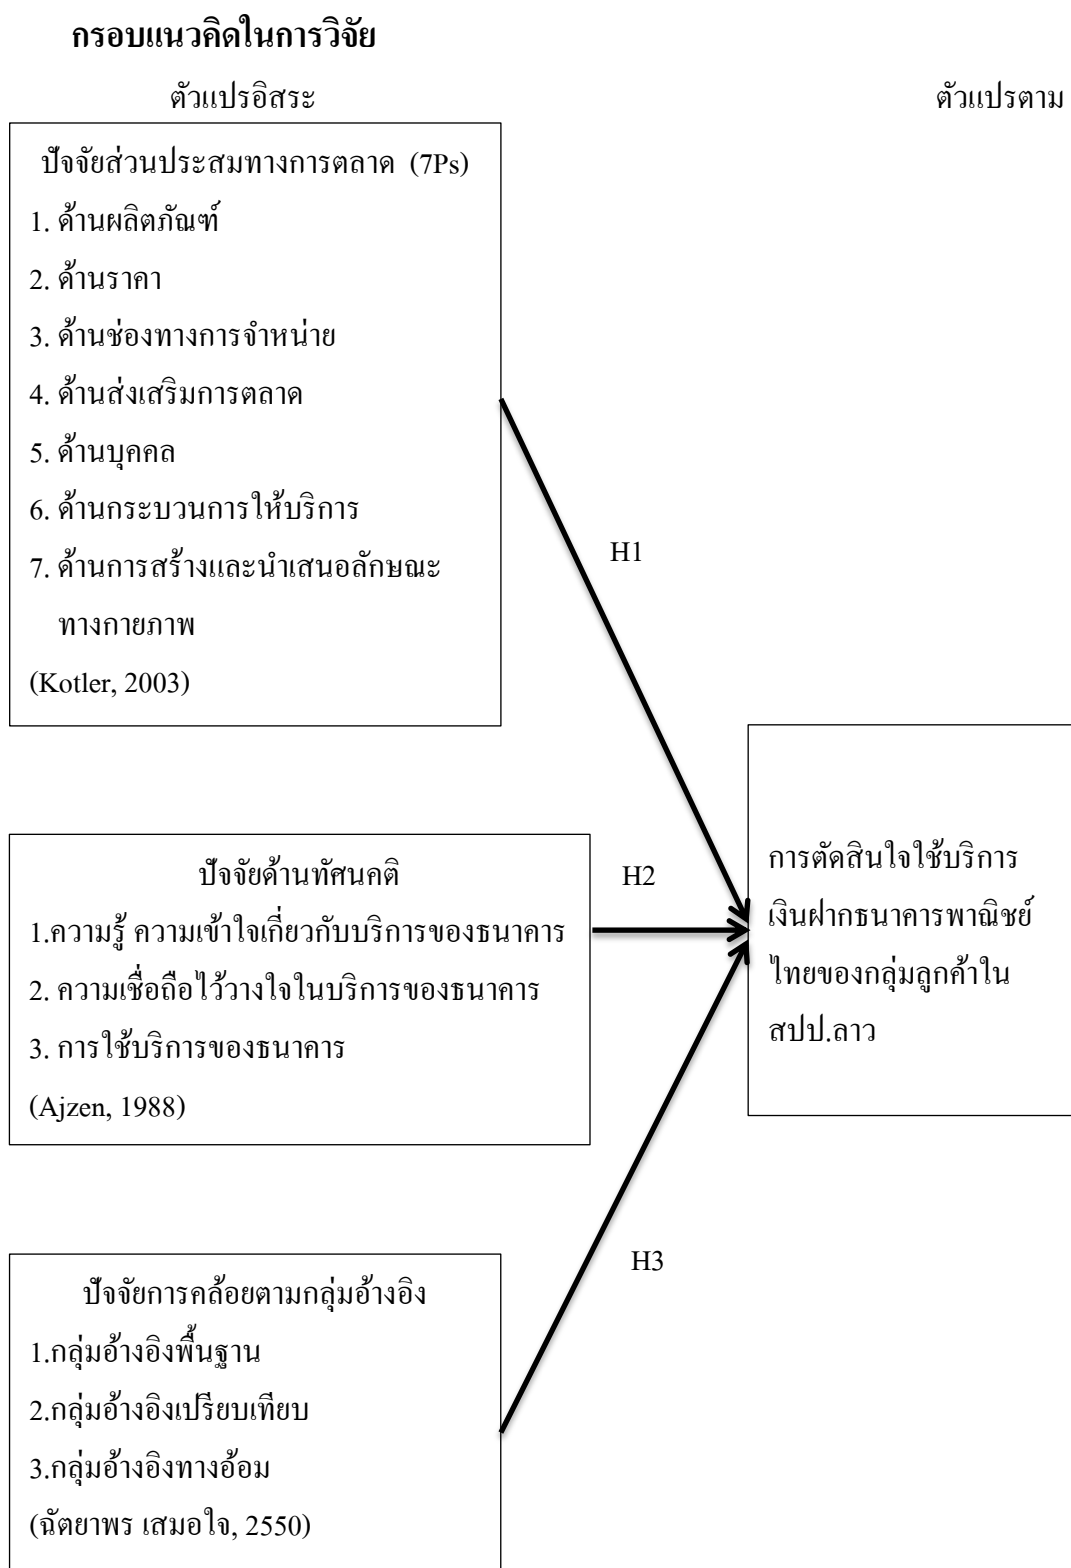 กรอบแนวคิดในการวิจัย
ตัวแปรอิสระ
ตัวแปรตาม
ปัจจัยส่วนประสมทางการตลาด (7Ps)
1. ด้านผลิตภัณฑ์
2. ด้านราคา
3. ด้านช่องทางการจำหน่าย
4. ด้านส่งเสริมการตลาด
5. ด้านบุคคล
6. ด้านกระบวนการให้บริการ
7. ด้านการสร้างและนำเสนอลักษณะ
ทางกายภาพ
(Kotler, 2003)
H1
ปัจจัยด้านทัศนคติ
1.ความรู้ ความเข้าใจเกี่ยวกับบริการของธนาคาร
2. ความเชื่อถือไว้วางใจในบริการของธนาคาร
3. การใช้บริการของธนาคาร
(Ajzen, 1988)
H2
การตัดสินใจใช้บริการ
เงินฝากธนาคารพาณิชย์
ไทยของกลุ่มลูกค้าใน
สปป.ลาว
H3
ปัจจัยการคล้อยตามกลุ่มอ้างอิง
1.กลุ่มอ้างอิงพื้นฐาน
2.กลุ่มอ้างอิงเปรียบเทียบ
3.กลุ่มอ้างอิงทางอ้อม
(ฉัตยาพร เสมอใจ, 2550)